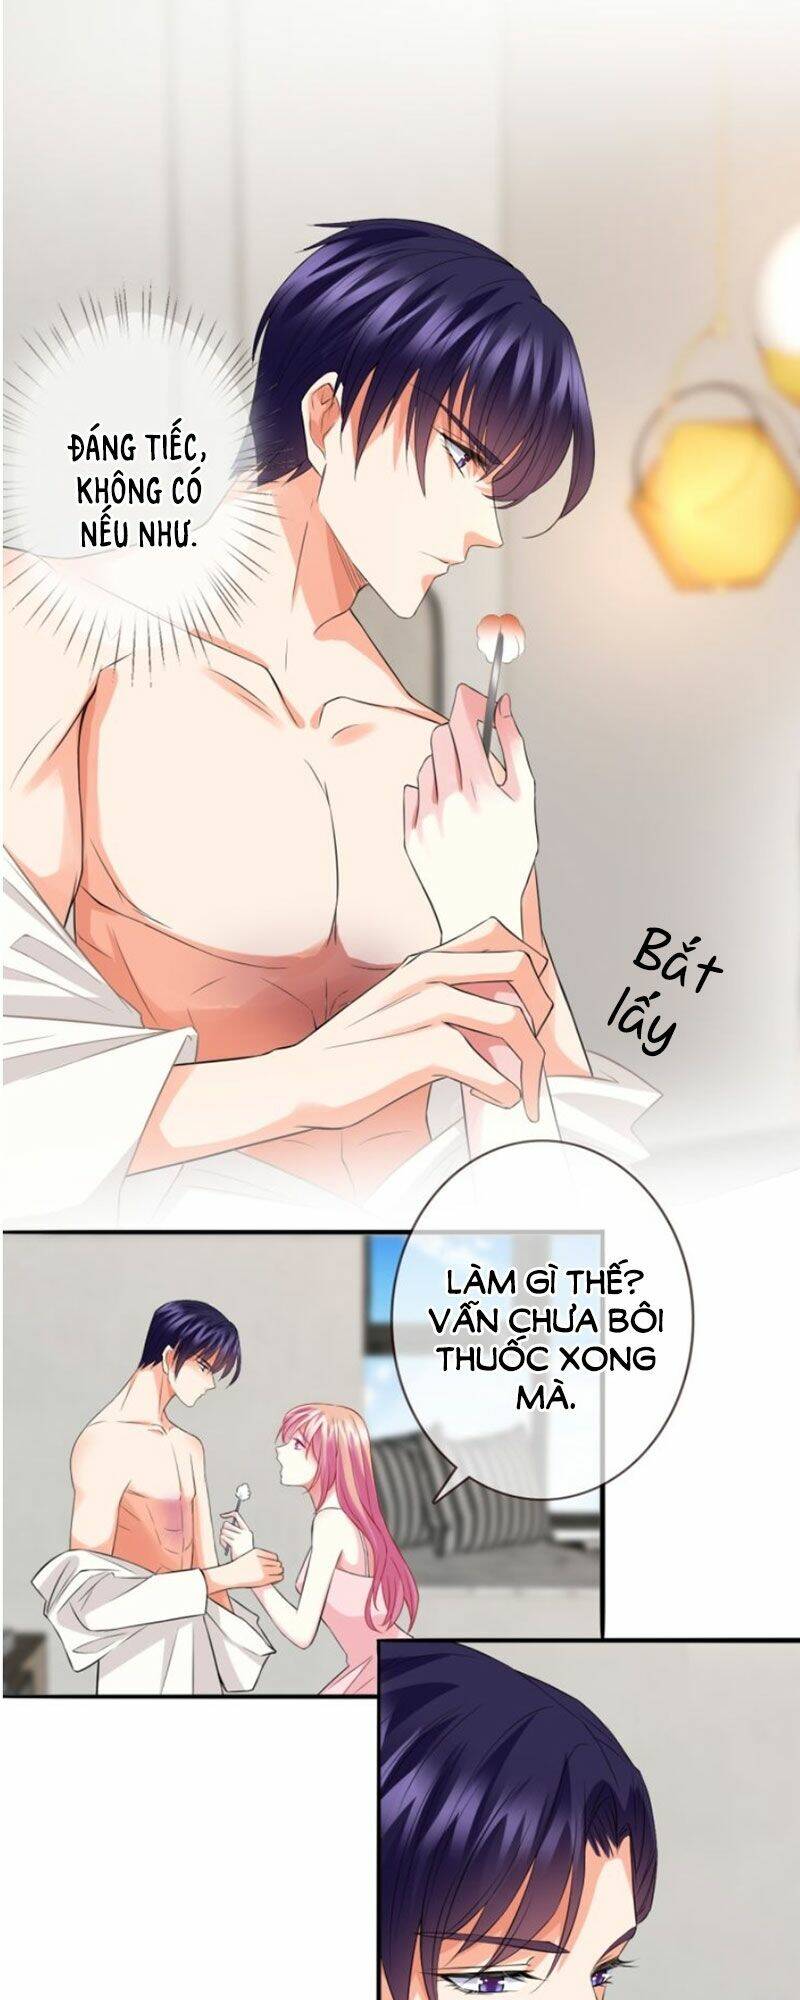 ĐÁNG TIẾC,
KHÔNG CÓ
NẾU NHƯ.
Bắt
lấy
LÀM GÌ THẾ?
VẪN CHƯA BÔI
THUỐC XONG
MÀ.